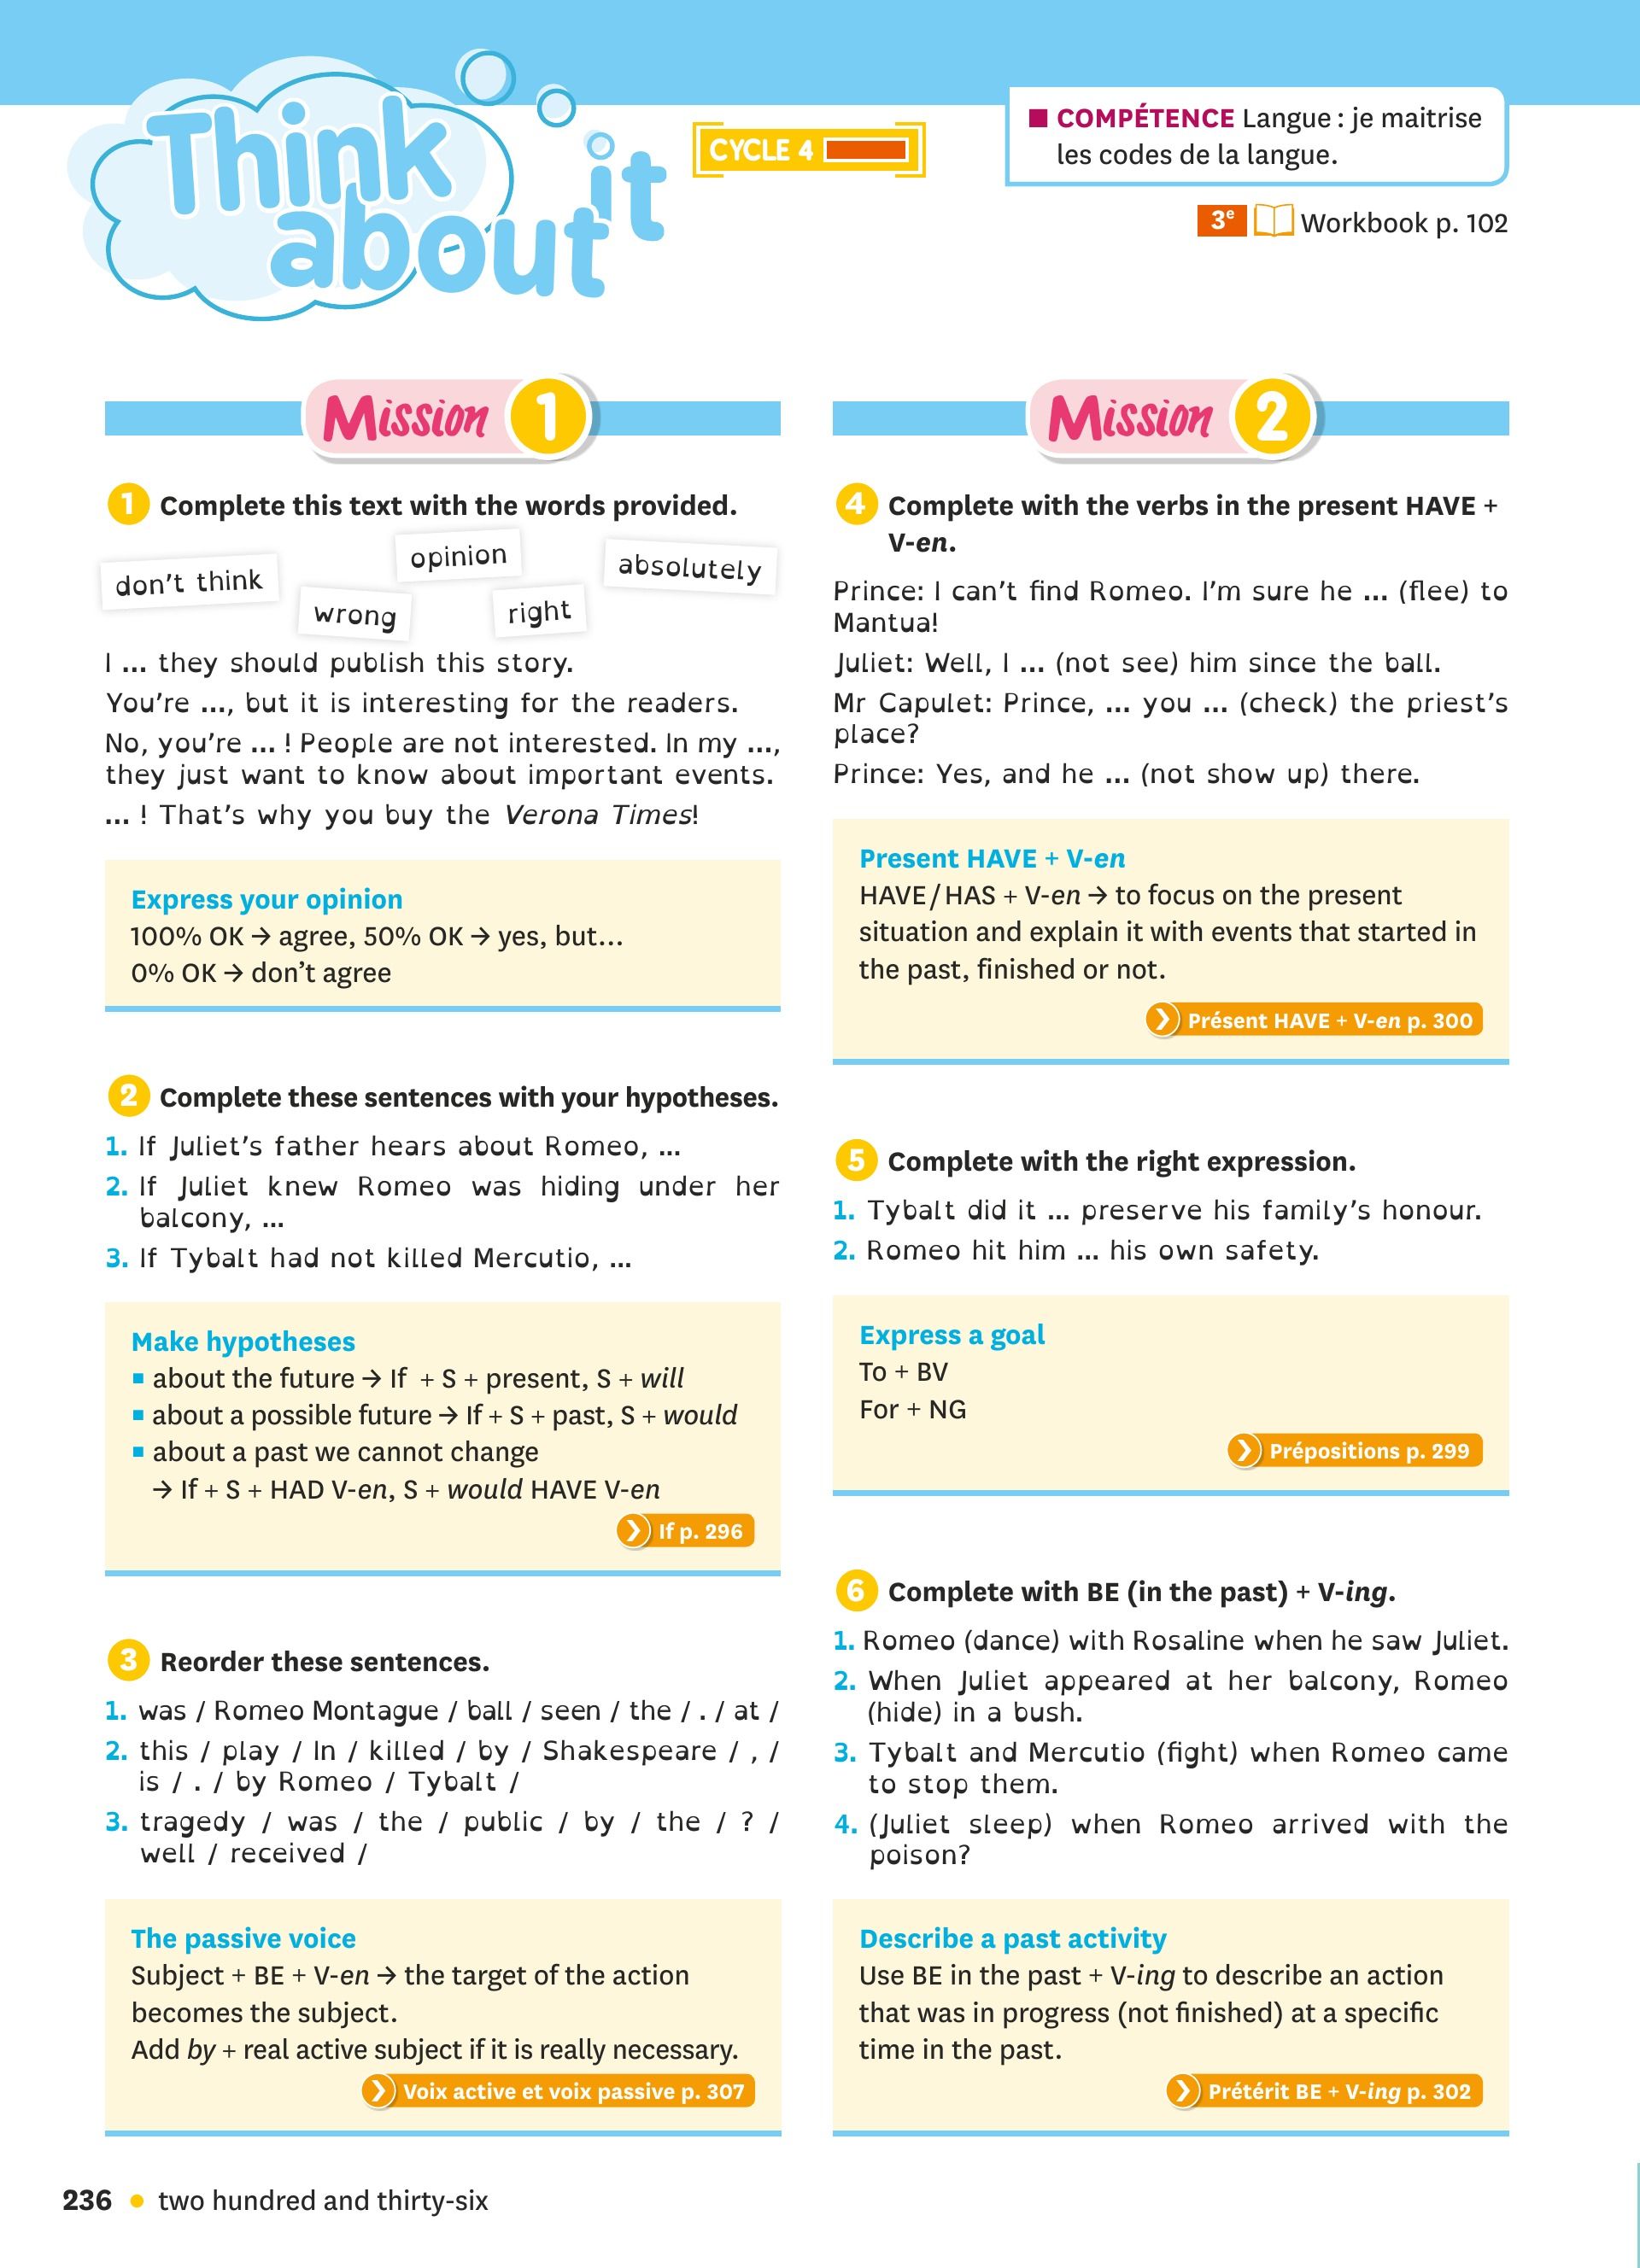 Think
about it
CYCLE 4
■ COMPÉTENCE Langue : je maitrise
les codes de la langue.
3e Workbook p. 102
Mission 1
1 Complete this text with the words provided.
don't think
opinion
absolutely
wrong
right
I ... they should publish this story.
You're ..., but it is interesting for the readers.
No, you're ... ! People are not interested. In my ...,
they just want to know about important events.
... ! That's why you buy the Verona Times!
Express your opinion
100% OK → agree, 50% OK → yes, but...
0% OK → don't agree
2 Complete these sentences with your hypotheses.
1. If Juliet's father hears about Romeo, ...
2. If Juliet knew Romeo was hiding under her
balcony, ...
3. If Tybalt had not killed Mercutio, ...
Make hypotheses
■ about the future → If + S + present, S + will
■ about a possible future → If + S + past, S + would
■ about a past we cannot change
→ If + S + HAD V-en, S + would HAVE V-en
If p. 296
3 Reorder these sentences.
1. was / Romeo Montague / ball / seen / the / . / at /
2. this / play / In / killed / by / Shakespeare / , /
is / . / by Romeo / Tybalt /
3. tragedy / was / the / public / by / the / ? /
well / received /
The passive voice
Subject + BE + V-en → the target of the action
becomes the subject.
Add by + real active subject if it is really necessary.
Voix active et voix passive p. 307
Mission 2
4 Complete with the verbs in the present HAVE +
V-en.
Prince: I can't find Romeo. I'm sure he ... (flee) to
Mantua!
Juliet: Well, I ... (not see) him since the ball.
Mr Capulet: Prince, ... you ... (check) the priest's
place?
Prince: Yes, and he ... (not show up) there.
Present HAVE + V-en
HAVE / HAS + V-en → to focus on the present
situation and explain it with events that started in
the past, finished or not.
Présent HAVE + V-en p. 300
5 Complete with the right expression.
1. Tybalt did it ... preserve his family's honour.
2. Romeo hit him ... his own safety.
Express a goal
To + BV
For + NG
Prépositions p. 299
6 Complete with BE (in the past) + V-ing.
1. Romeo (dance) with Rosaline when he saw Juliet.
2. When Juliet appeared at her balcony, Romeo
(hide) in a bush.
3. Tybalt and Mercutio (fight) when Romeo came
to stop them.
4. (Juliet sleep) when Romeo arrived with the
poison?
Describe a past activity
Use BE in the past + V-ing to describe an action
that was in progress (not finished) at a specific
time in the past.
Prétérit BE + V-ing p. 302
236 • two hundred and thirty-six